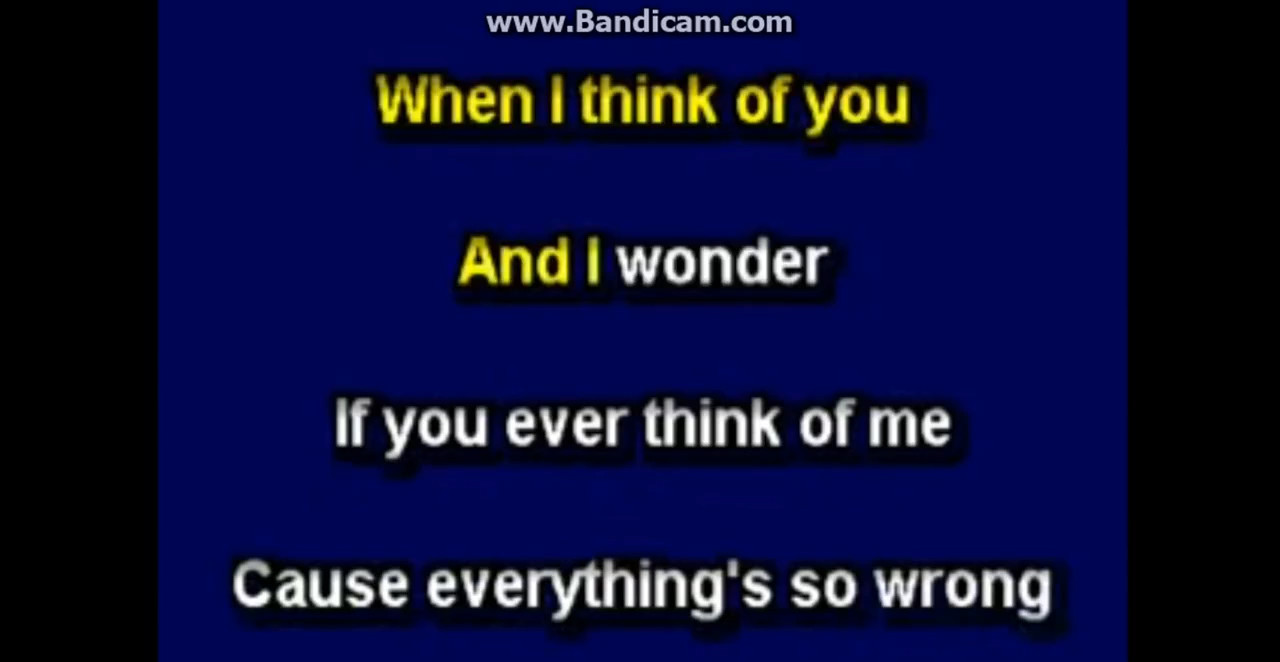 www.Bandicam.com
When I think of you
And I wonder
If you ever think of me
Cause everything's so wrong